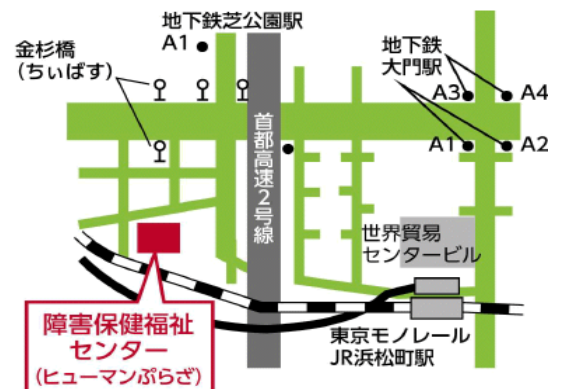 地下鉄芝公園駅
A1
金杉橋
（ちぃばす）
地下鉄
大門駅
A3
A4
A1
A2
首都高速2号線
世界貿易
センタービル
障害保健福祉
センター
（ヒューマンぷらざ）
東京モノレール
JR浜松町駅